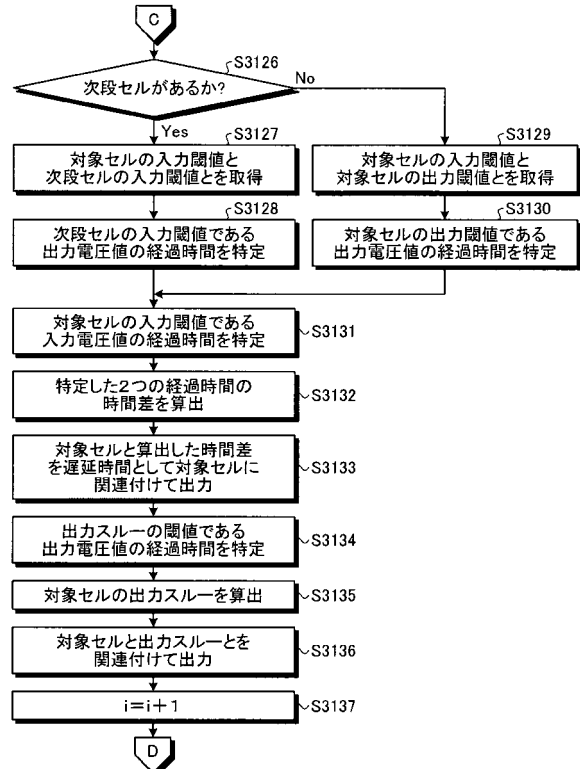 C
S3126
次段セルがあるか?
No
Yes
S3127
対象セルの入力閾値と
次段セルの入力閾値とを取得
S3129
対象セルの入力閾値と
対象セルの出力閾値とを取得
S3128
次段セルの入力閾値である
出力電圧値の経過時間を特定
S3130
対象セルの出力閾値である
出力電圧値の経過時間を特定
対象セルの入力閾値である
入力電圧値の経過時間を特定
S3131
特定した2つの経過時間の
時間差を算出
S3132
対象セルと算出した時間差
を遅延時間として対象セルに
関連付けて出力
S3133
出力スルーの閾値である
出力電圧値の経過時間を特定
S3134
対象セルの出力スルーを算出
S3135
対象セルと出力スルーとを
関連付けて出力
S3136
i=i+1
S3137
D